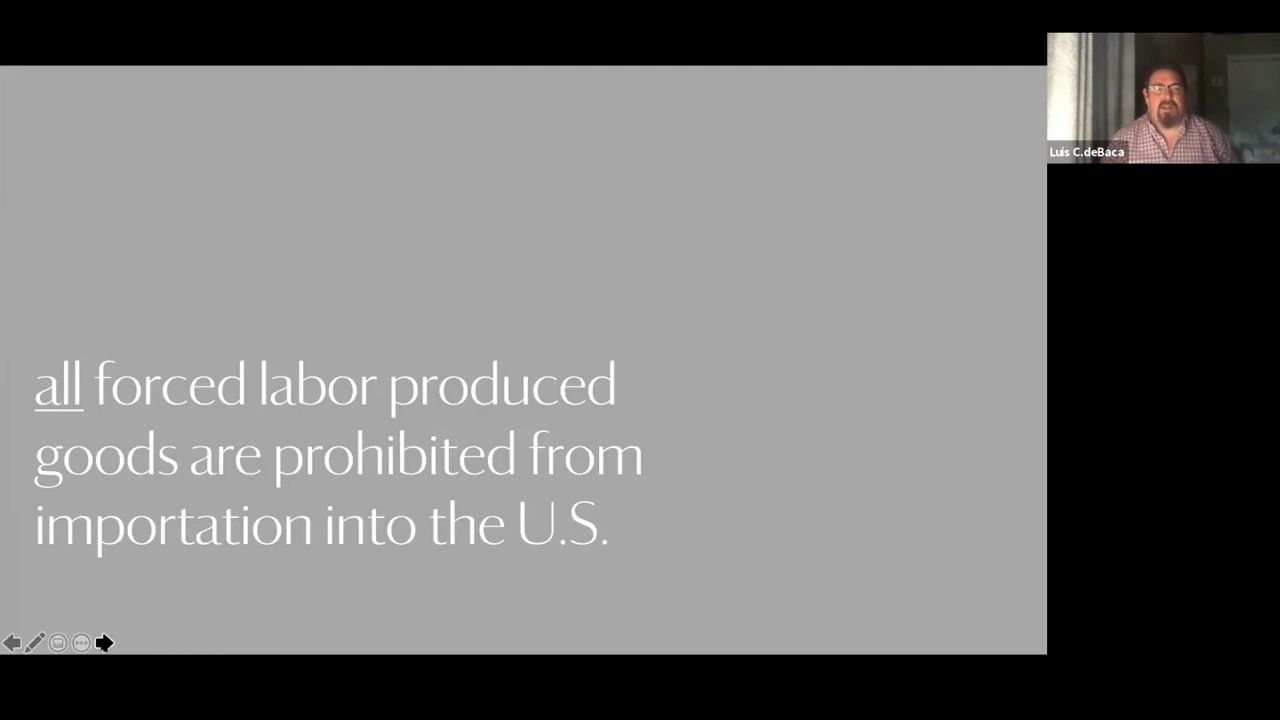 all forced labor produced
goods are prohibited from
importation into the U.S.
Luis C.deBaca